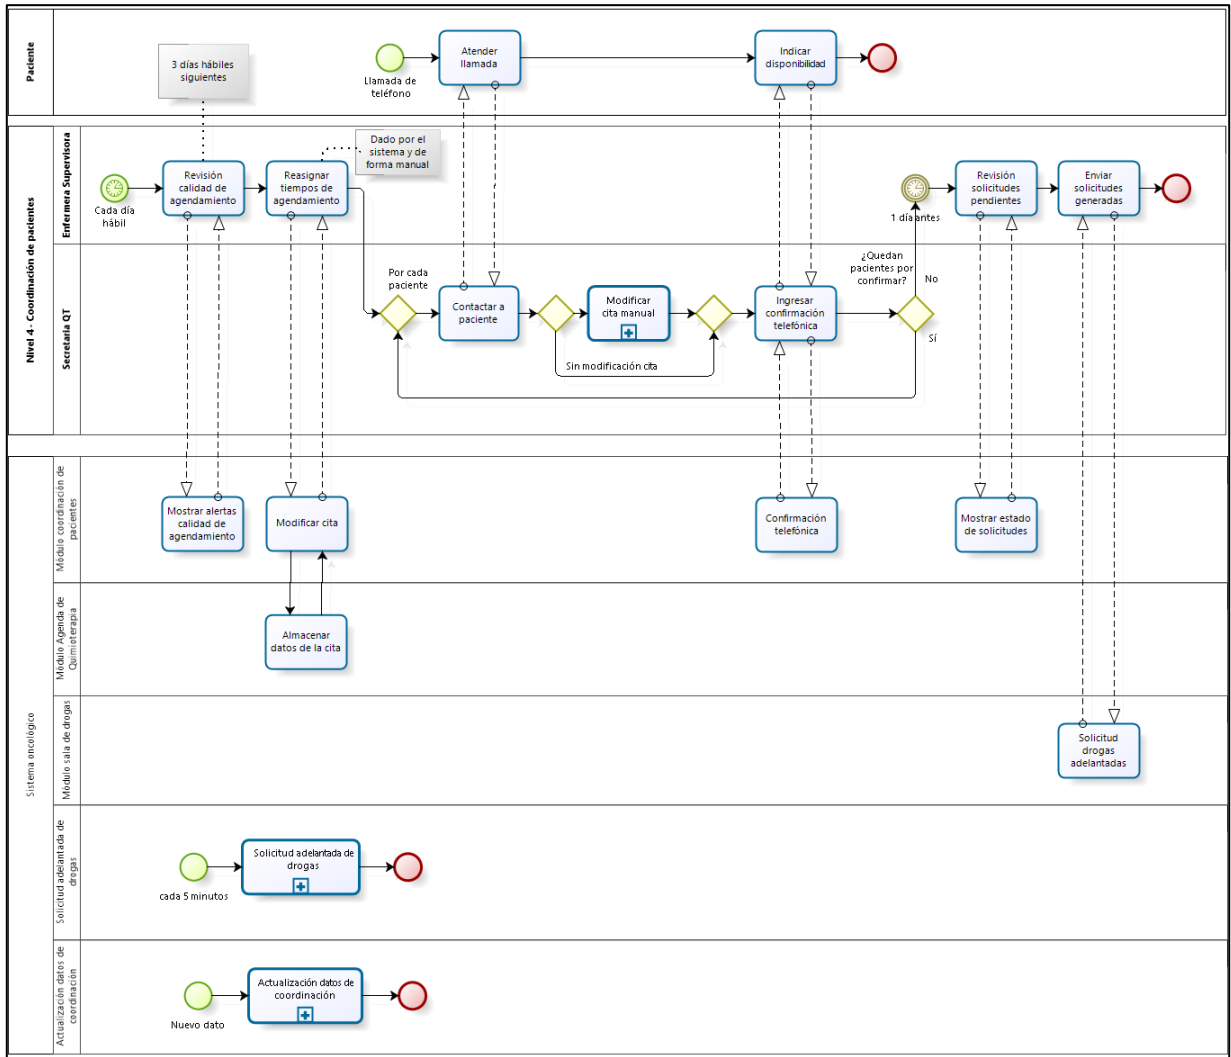 Paciente
3 días hábiles
siguientes
Llamada de
teléfono
Atender
llamada
Indicar
disponibilidad
Nivel 4 - Coordinación de pacientes
Enfermera Supervisora
Cada día
hábil
Revisión
calidad de
agendamiento
Reasignar
tiempos de
agendamiento
Dado por el
sistema y de
forma manual
1 día antes
Revisión
solicitudes
pendientes
Enviar
solicitudes
generadas
Secretaria QT
Por cada
paciente
Contactar a
paciente
Modificar
cita manual
Sin modificación cita
Ingresar
confirmación
telefónica
¿Quedan
pacientes por
confirmar?
No
Sí
Sistema oncológico
Módulo coordinación de
pacientes
Mostrar alertas
calidad de
agendamiento
Modificar cita
Confirmación
telefónica
Mostrar estado
de solicitudes
Módulo Agenda de
Quimioterapia
Almacenar
datos de la cita
Módulo sala de drogas
Solicitud
drogas
adelantadas
Solicitud adelantada de
drogas
cada 5 minutos
Solicitud adelantada de
drogas
Actualización datos de
coordinación
Nuevo dato
Actualización datos de
coordinación